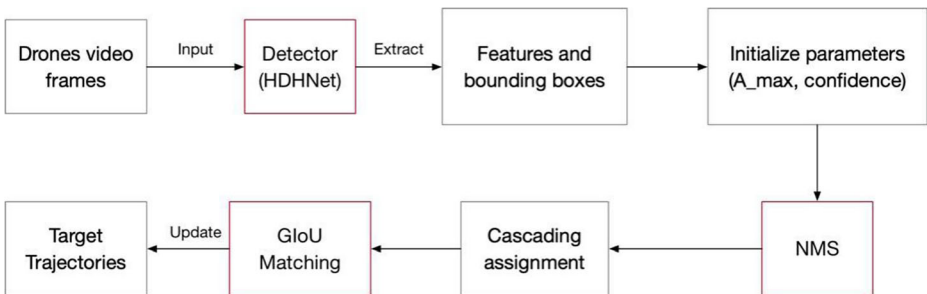 Drones video
frames
Input
Detector
(HDHNet)
Extract
Features and
bounding boxes
Initialize parameters
(A_max, confidence)
Target
Trajectories
Update
GIoU
Matching
Cascading
assignment
NMS